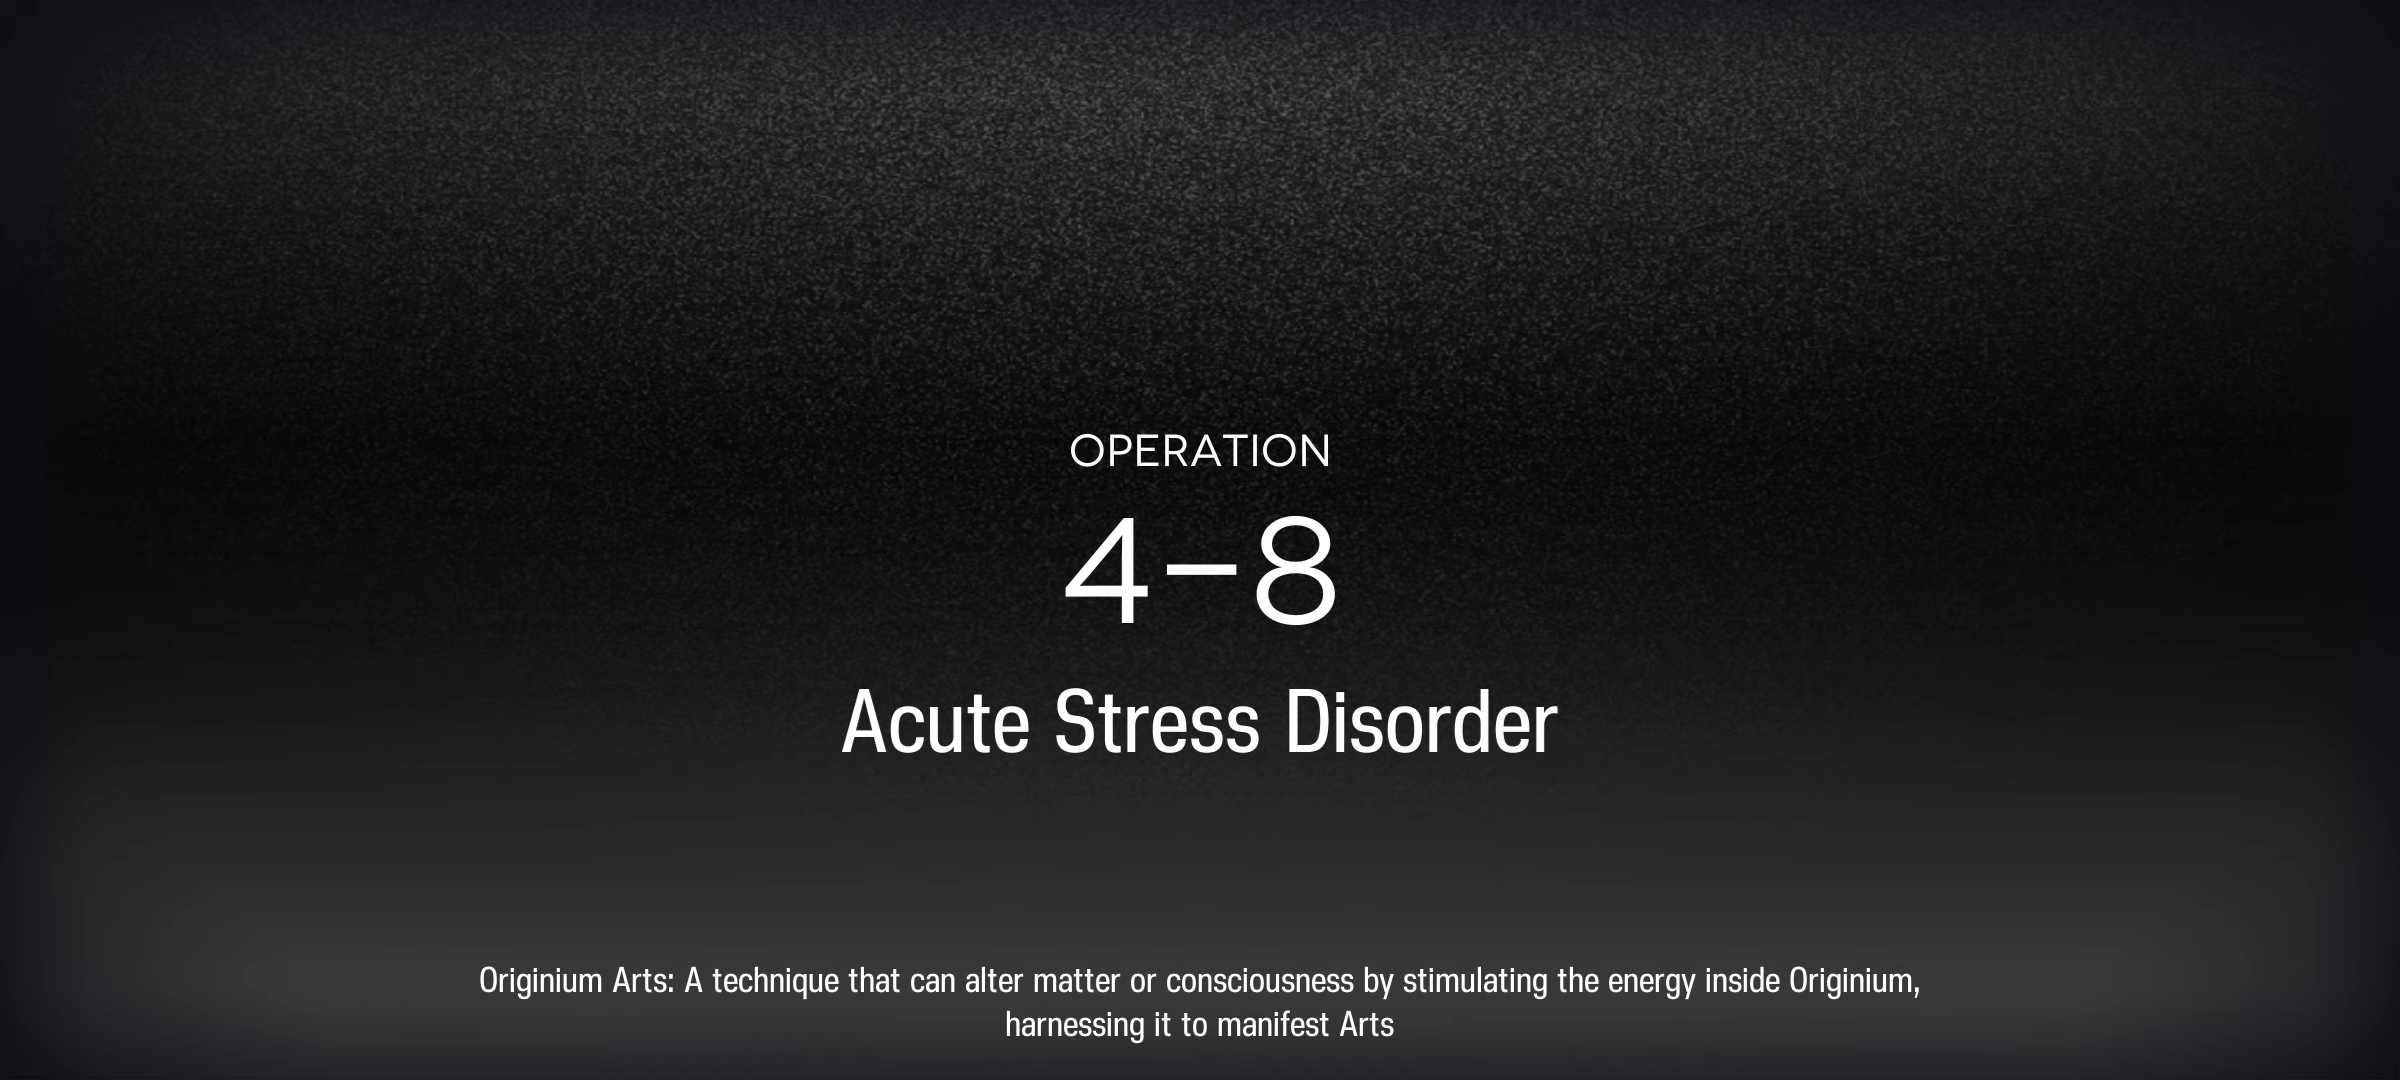 OPERATION
4–8
Acute Stress Disorder
Originium Arts: A technique that can alter matter or consciousness by stimulating the energy inside Originium,
harnessing it to manifest Arts